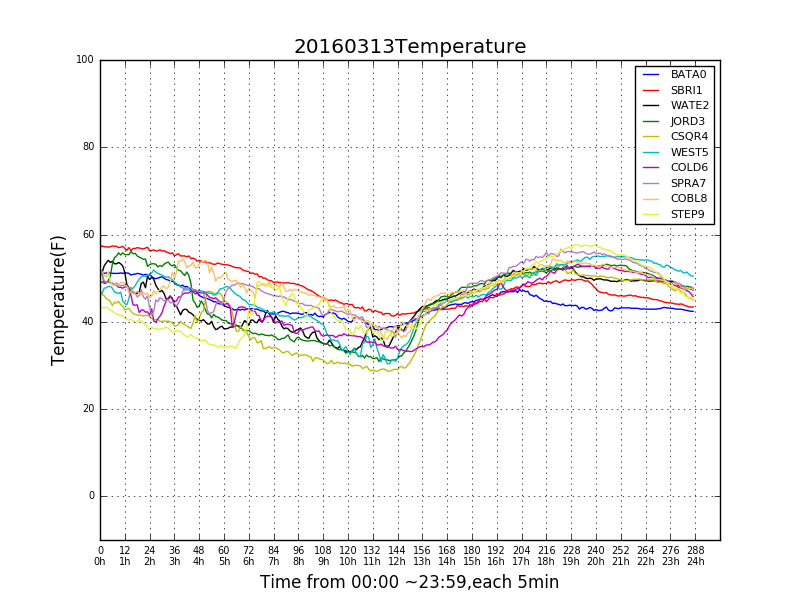 20160313Temperature
BATA0
SBRI1
WATE2
JORD3
CSQR4
WEST5
COLD6
SPRA7
COBL8
STEP9
Temperature(F)
100
80
60
40
20
0
0 12 24 36 48 60 72 84 96 108 120 132 144 156 168 180 192 204 216 228 240 252 264 276 288
0h 1h 2h 3h 4h 5h 6h 7h 8h 9h 10h 11h 12h 13h 14h 15h 16h 17h 18h 19h 20h 21h 22h 23h 24h
Time from 00:00 ~23:59,each 5min